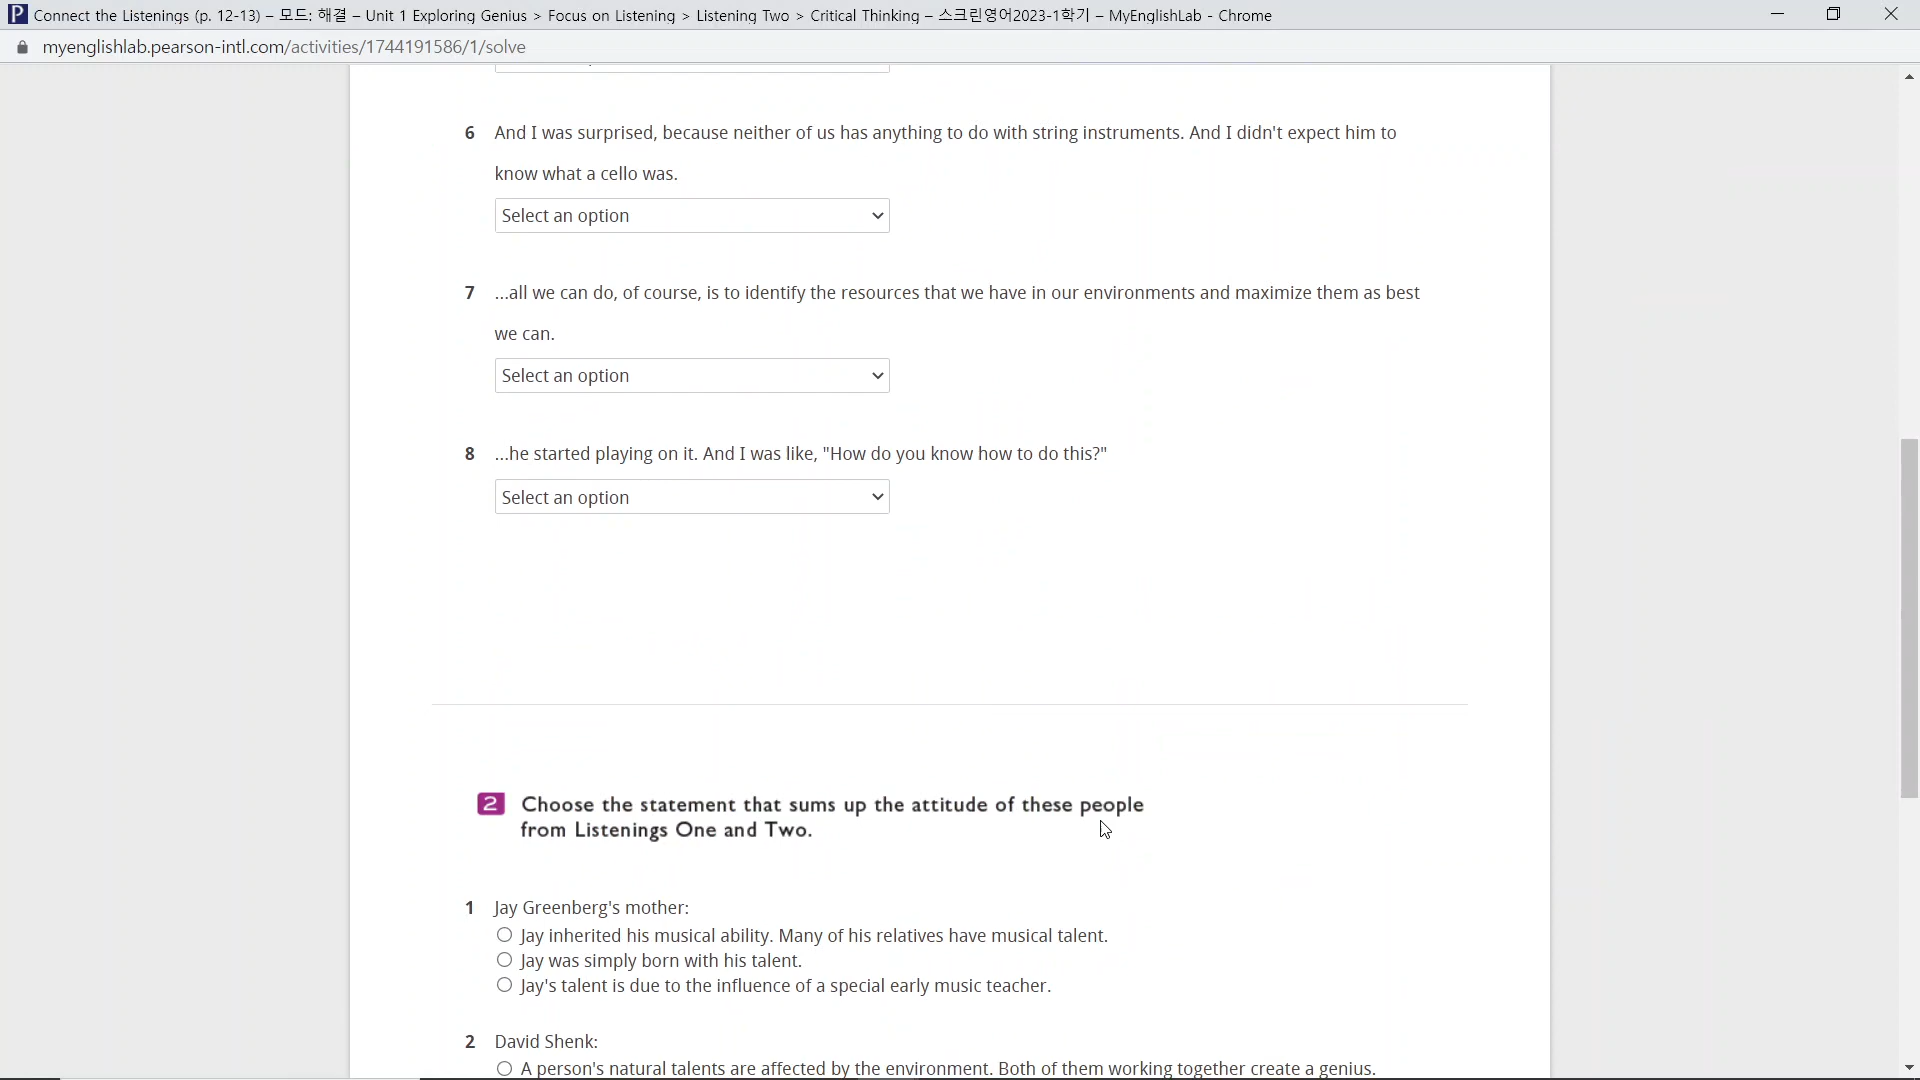 Connect the Listenings (p. 12-13) – 모드: 해결 – Unit 1 Exploring Genius > Focus on Listening > Listening Two > Critical Thinking – 스크린영어2023-1학기 – MyEnglishLab - Chrome
myenglishlab.pearson-intl.com/activities/1744191586/1/solve
6 And I was surprised, because neither of us has anything to do with string instruments. And I didn't expect him to
know what a cello was.
Select an option
7 ...all we can do, of course, is to identify the resources that we have in our environments and maximize them as best
we can.
Select an option
8 ...he started playing on it. And I was like, "How do you know how to do this?"
Select an option
2 Choose the statement that sums up the attitude of these people
from Listenings One and Two.
1 Jay Greenberg's mother:
Jay inherited his musical ability. Many of his relatives have musical talent.
Jay was simply born with his talent.
Jay's talent is due to the influence of a special early music teacher.
2 David Shenk:
A person's natural talents are affected by the environment. Both of them working together create a genius.